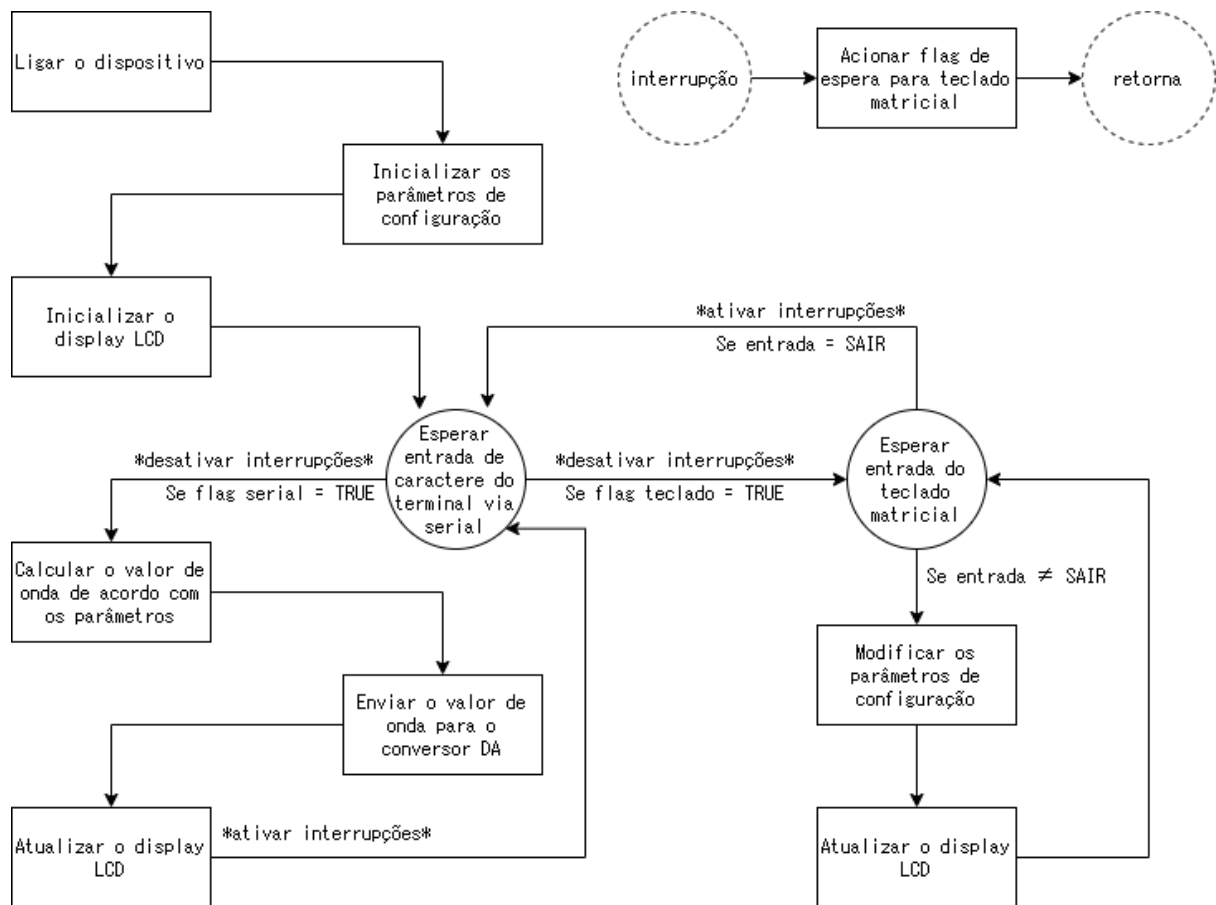 Ligar o dispositivo
interrupção
Acionar flag de
espera para teclado
matricial
retorna
Inicializar os
parâmetros de
configuração
Inicializar o
display LCD
*ativar interrupções*
Se entrada = SAIR
Esperar
entrada de
caractere do
terminal via
serial
*desativar interrupções*
Se flag serial = TRUE
*desativar interrupções*
Se flag teclado = TRUE
Esperar
entrada do
teclado
matricial
Calcular o valor de
onda de acordo com
os parâmetros
Se entrada ≠ SAIR
Enviar o valor de
onda para o
conversor DA
Modificar os
parâmetros de
configuração
Atualizar o display
LCD
*ativar interrupções*
Atualizar o display
LCD